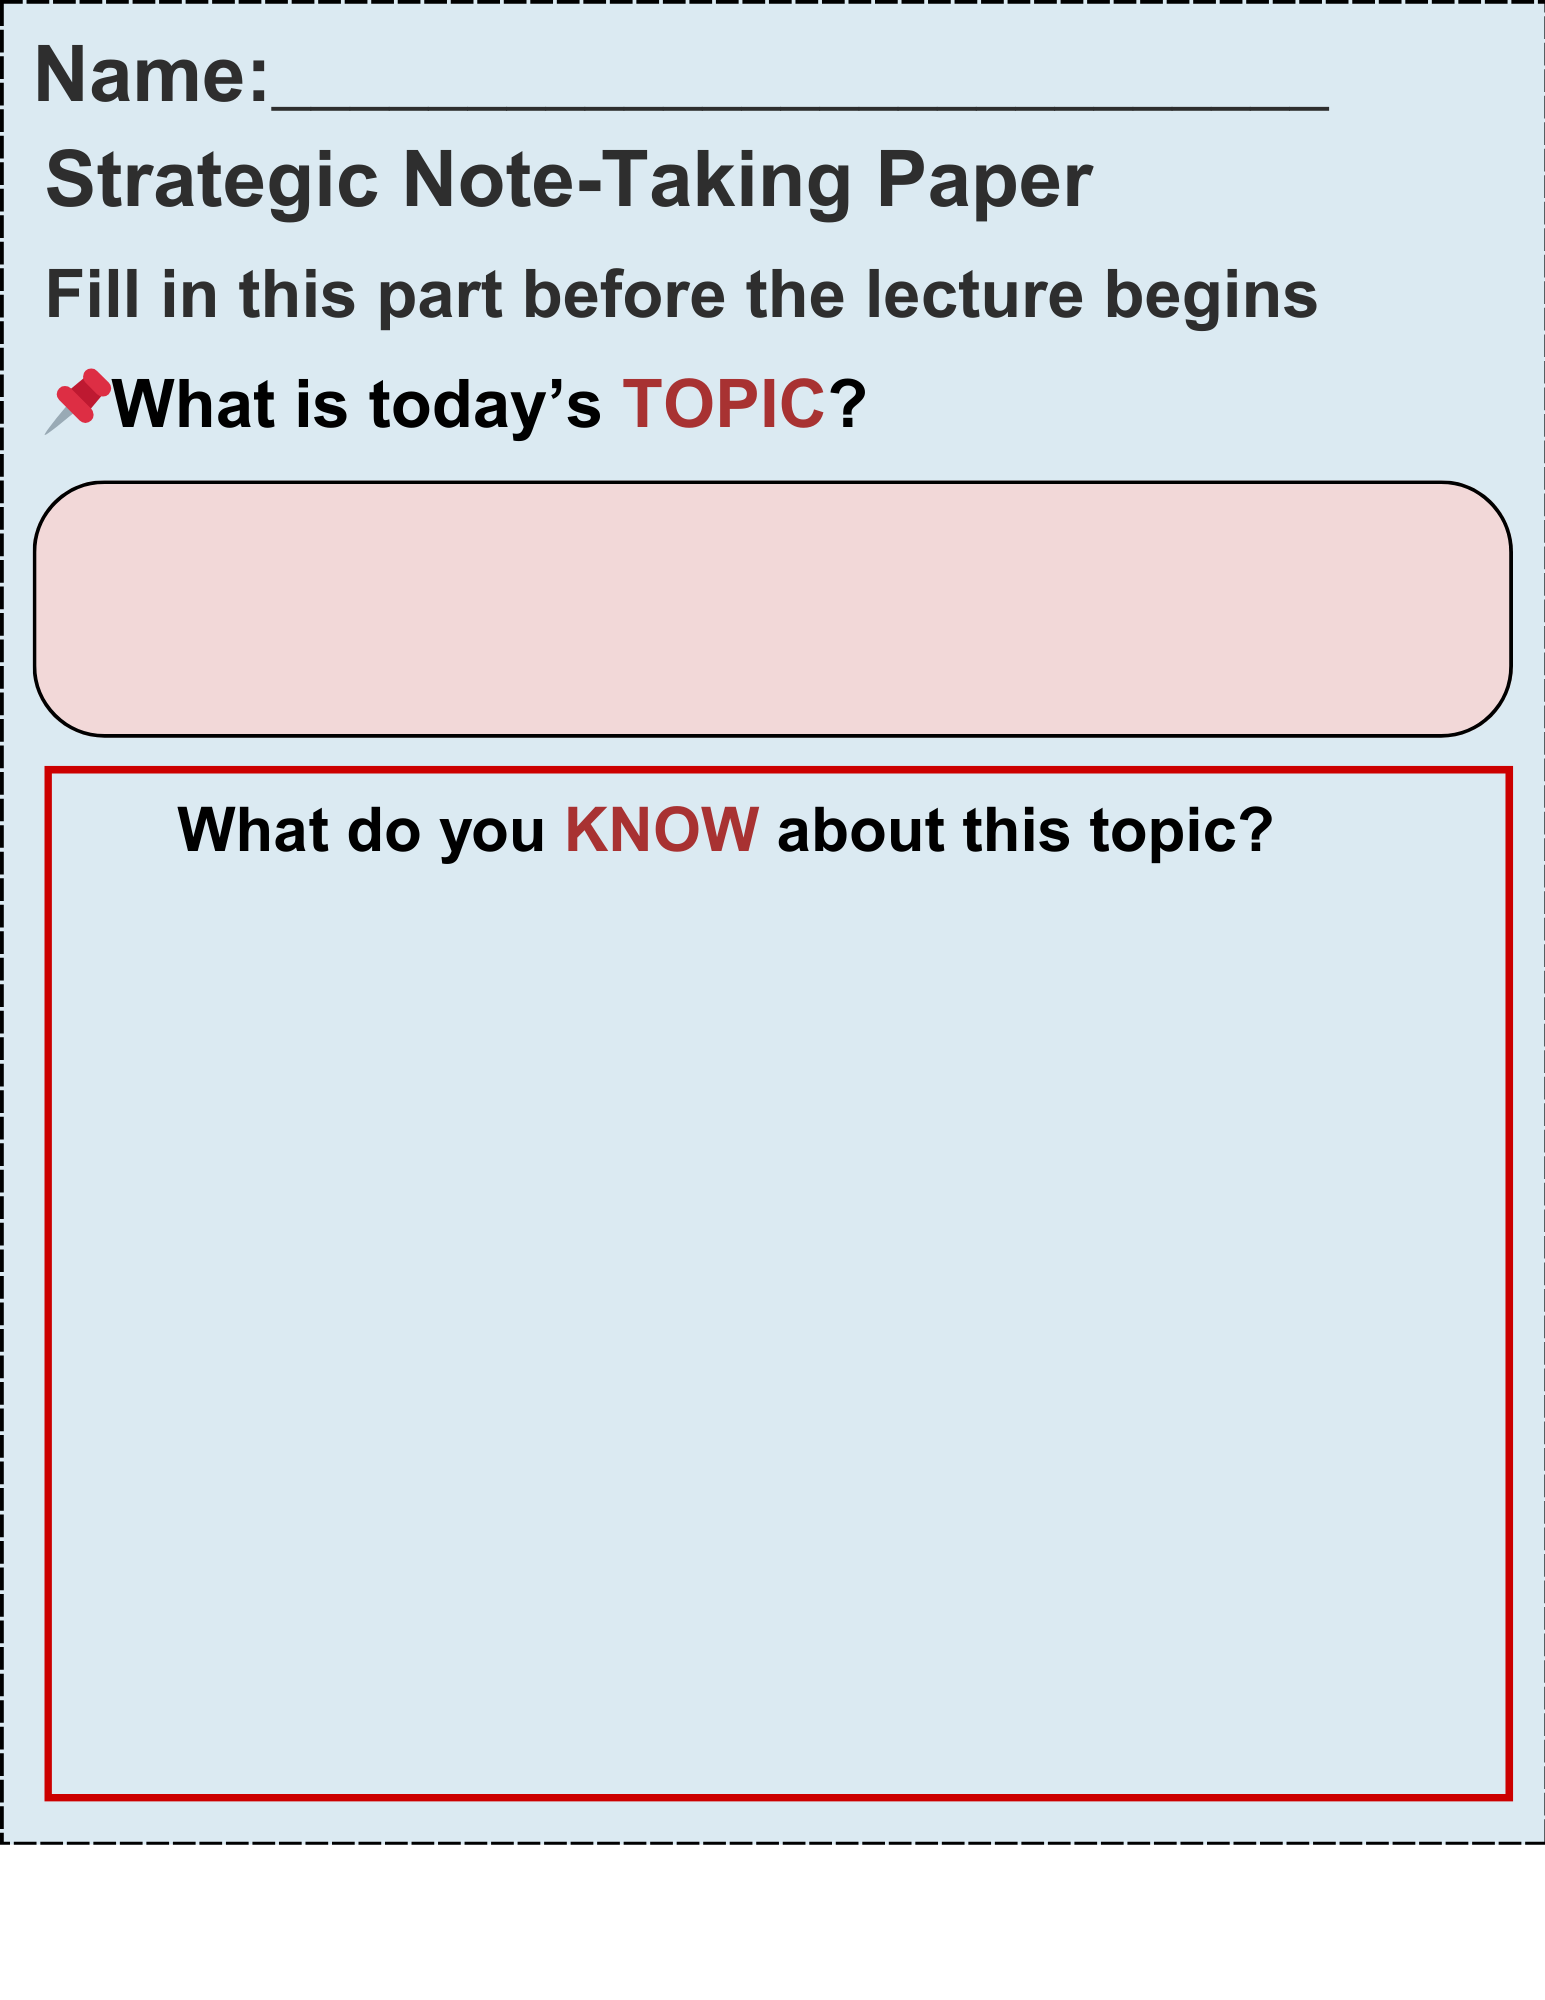 Name:___________________________
Strategic Note-Taking Paper
Fill in this part before the lecture begins
📌What is today’s TOPIC?
What do you KNOW about this topic?